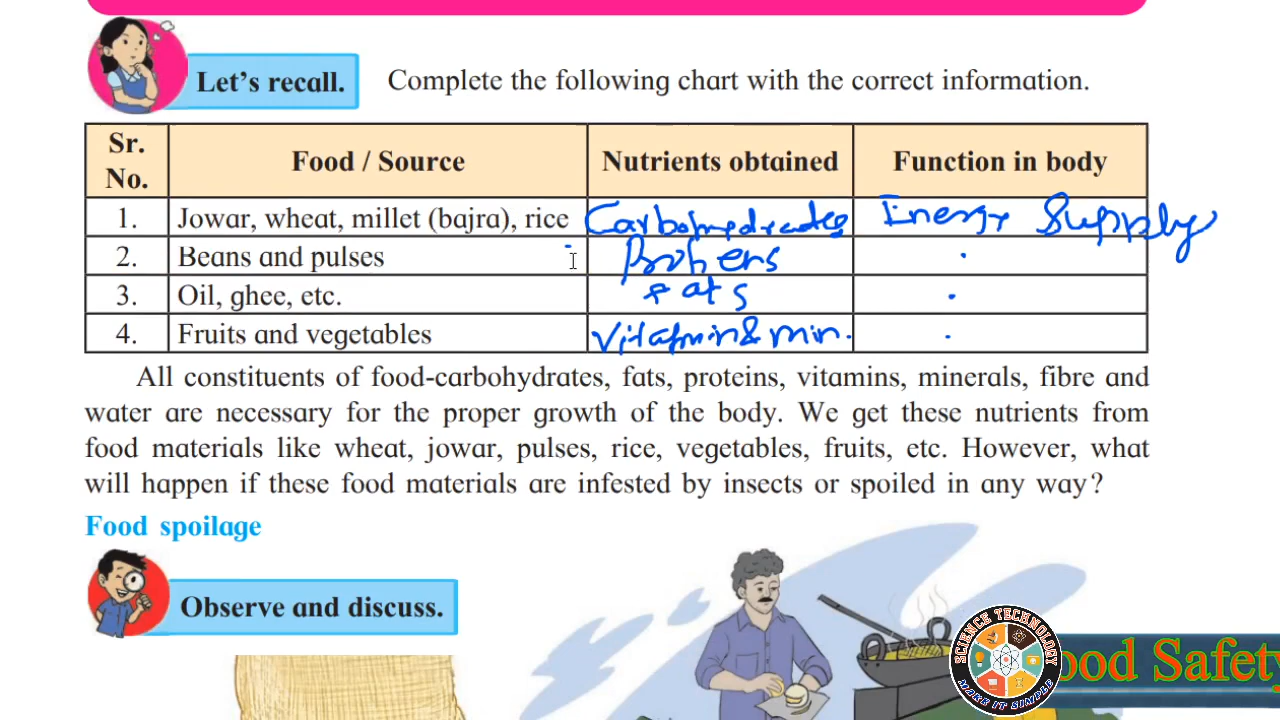 Let's recall. Complete the following chart with the correct information.
Sr. No. Food / Source Nutrients obtained Function in body
1. Jowar, wheat, millet (bajra), rice Carbohydrates Energy Supply
2. Beans and pulses Protiens
3. Oil, ghee, etc. Fats
4. Fruits and vegetables Vitamin & min.
All constituents of food-carbohydrates, fats, proteins, vitamins, minerals, fibre and
water are necessary for the proper growth of the body. We get these nutrients from
food materials like wheat, jowar, pulses, rice, vegetables, fruits, etc. However, what
will happen if these food materials are infested by insects or spoiled in any way?
Food spoilage
Observe and discuss.
SCIENCE TECHNOLOGY
MAKE IT SIMPLE
ood Safety